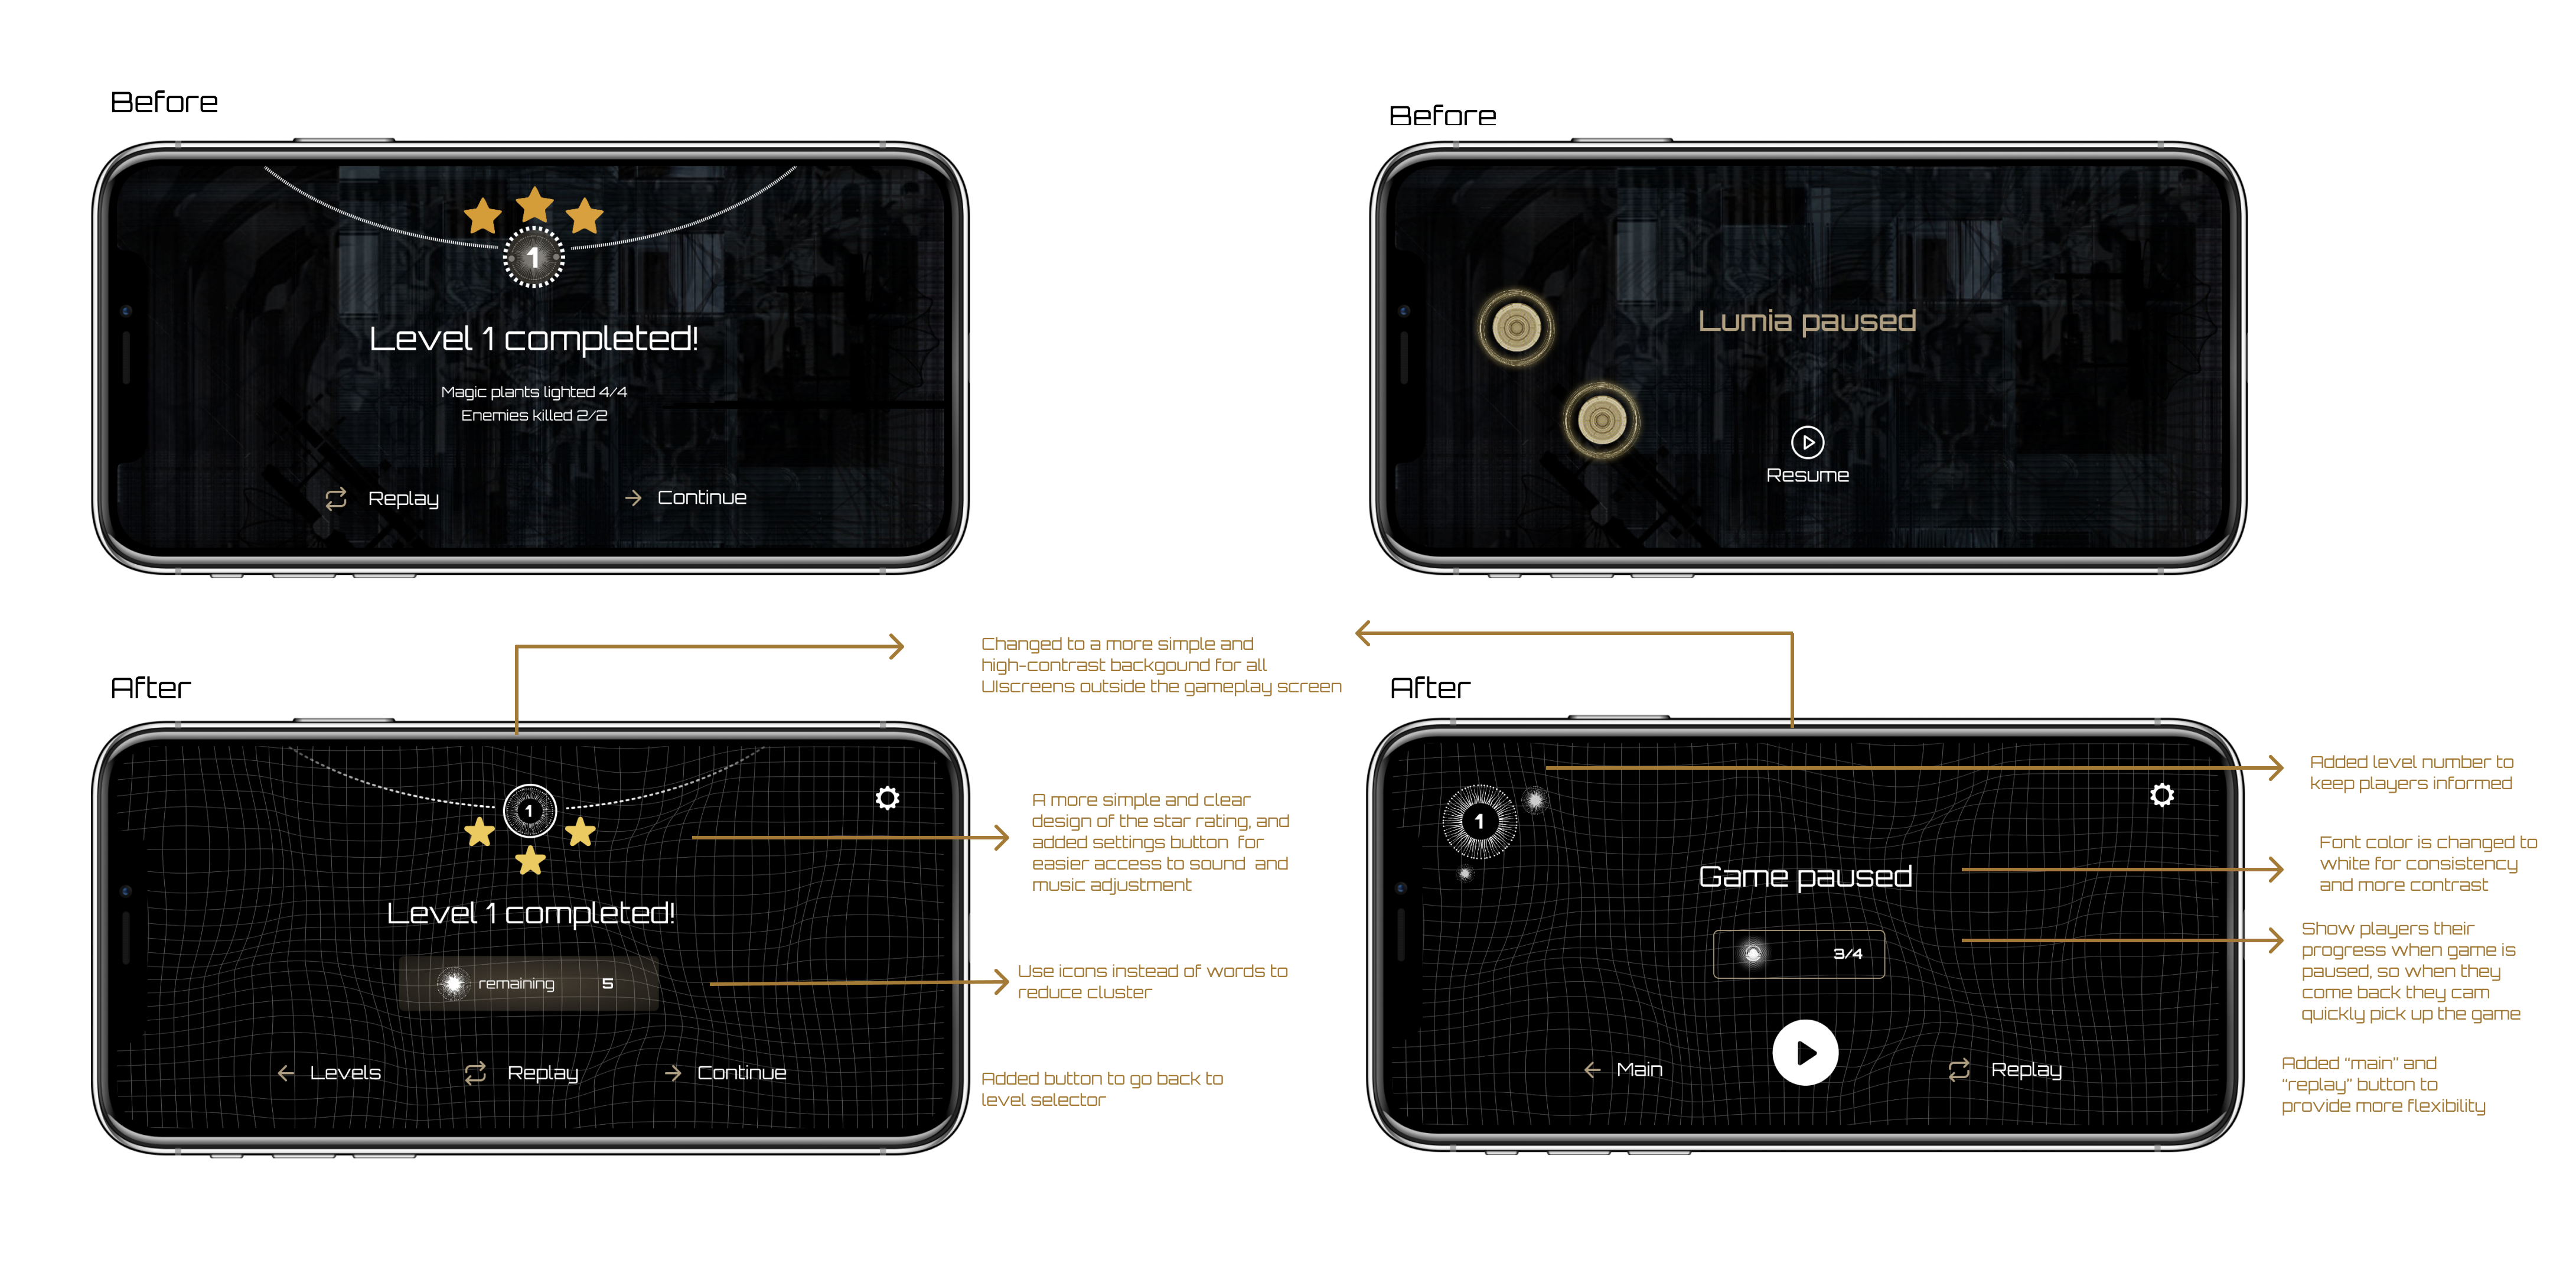 Before
1
Level 1 completed!
Magic plants lighted 4/4
Enemies killed 2/2
Replay
Continue
Before
Lumia paused
Resume
Changed to a more simple and
high-contrast backgound for all
UIscreens outside the gameplay screen
After
1
Level 1 completed!
remaining 5
Levels
Replay
Continue
A more simple and clear
design of the star rating, and
added settings button for
easier access to sound and
music adjustment
Use icons instead of words to
reduce cluster
Added button to go back to
level selector
After
1
Game paused
3/4
Main
Replay
Added level number to
keep players informed
Font color is changed to
white for consistency
and more contrast
Show players their
progress when game is
paused, so when they
come back they cam
quickly pick up the game
Added “main” and
“replay” button to
provide more flexibility